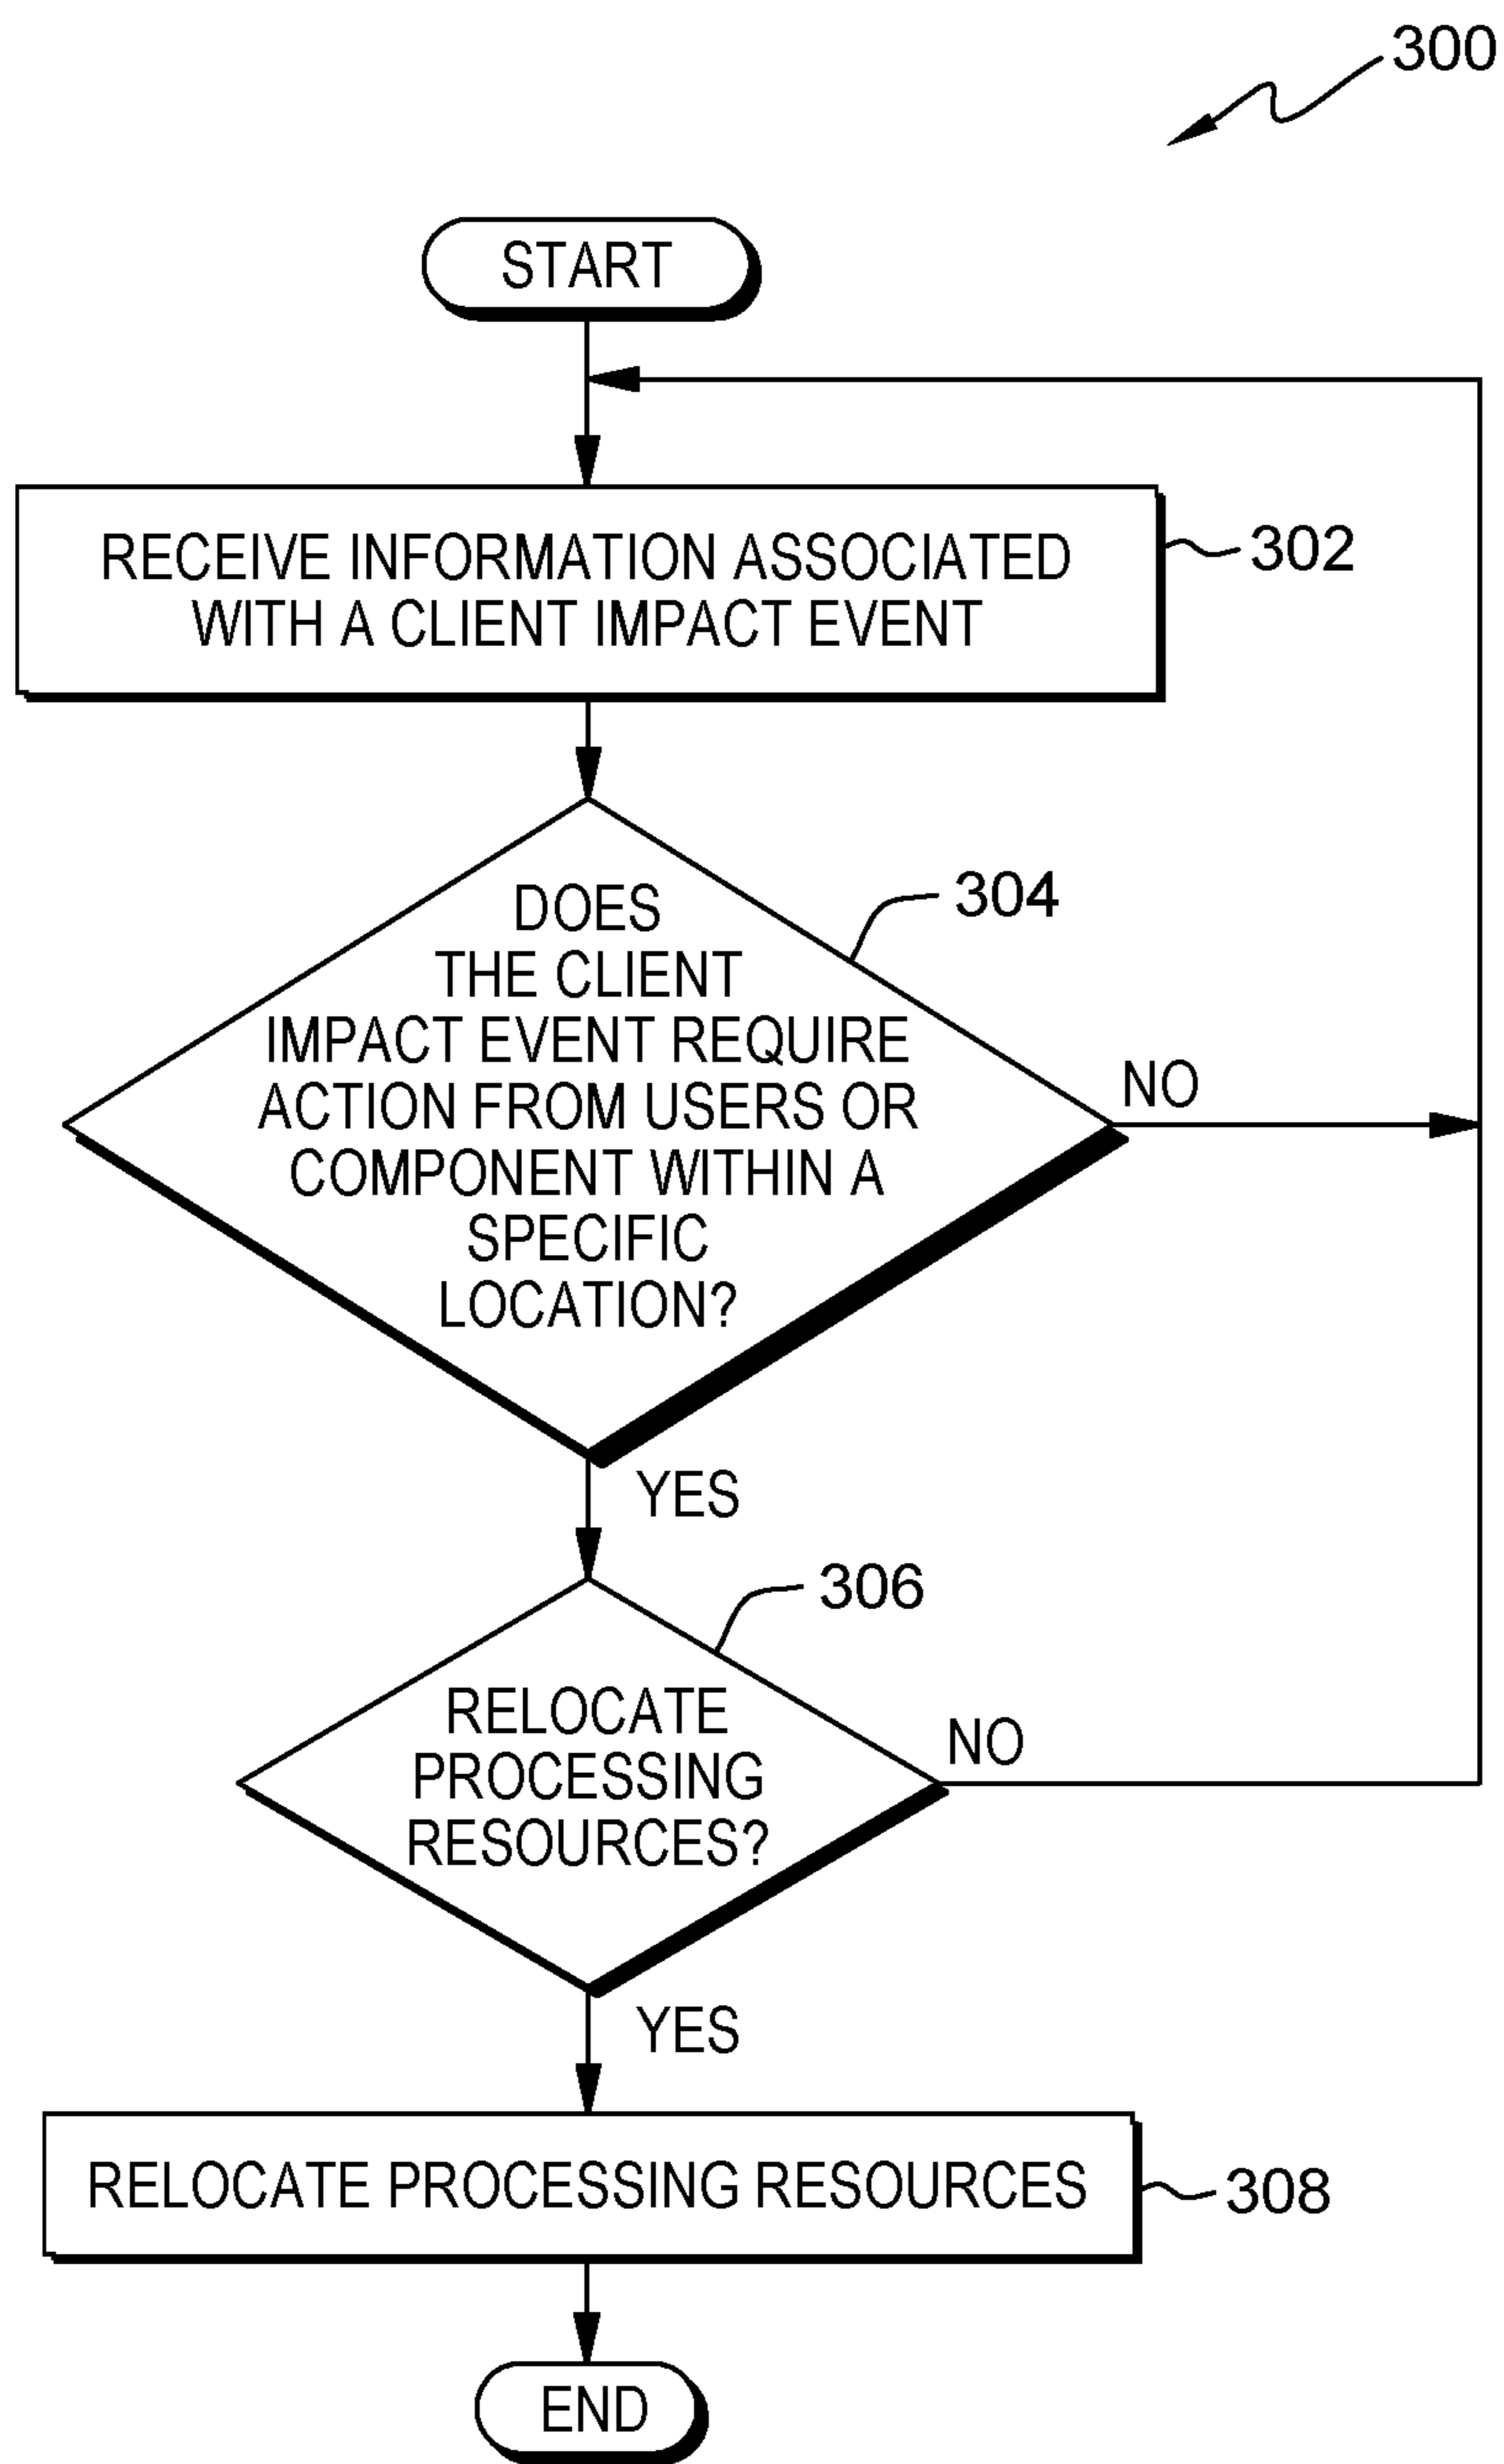 300
START
RECEIVE INFORMATION ASSOCIATED
WITH A CLIENT IMPACT EVENT
302
DOES
THE CLIENT
IMPACT EVENT REQUIRE
ACTION FROM USERS OR
COMPONENT WITHIN A
SPECIFIC
LOCATION?
304
NO
YES
306
RELOCATE
PROCESSING
RESOURCES?
NO
YES
RELOCATE PROCESSING RESOURCES
308
END